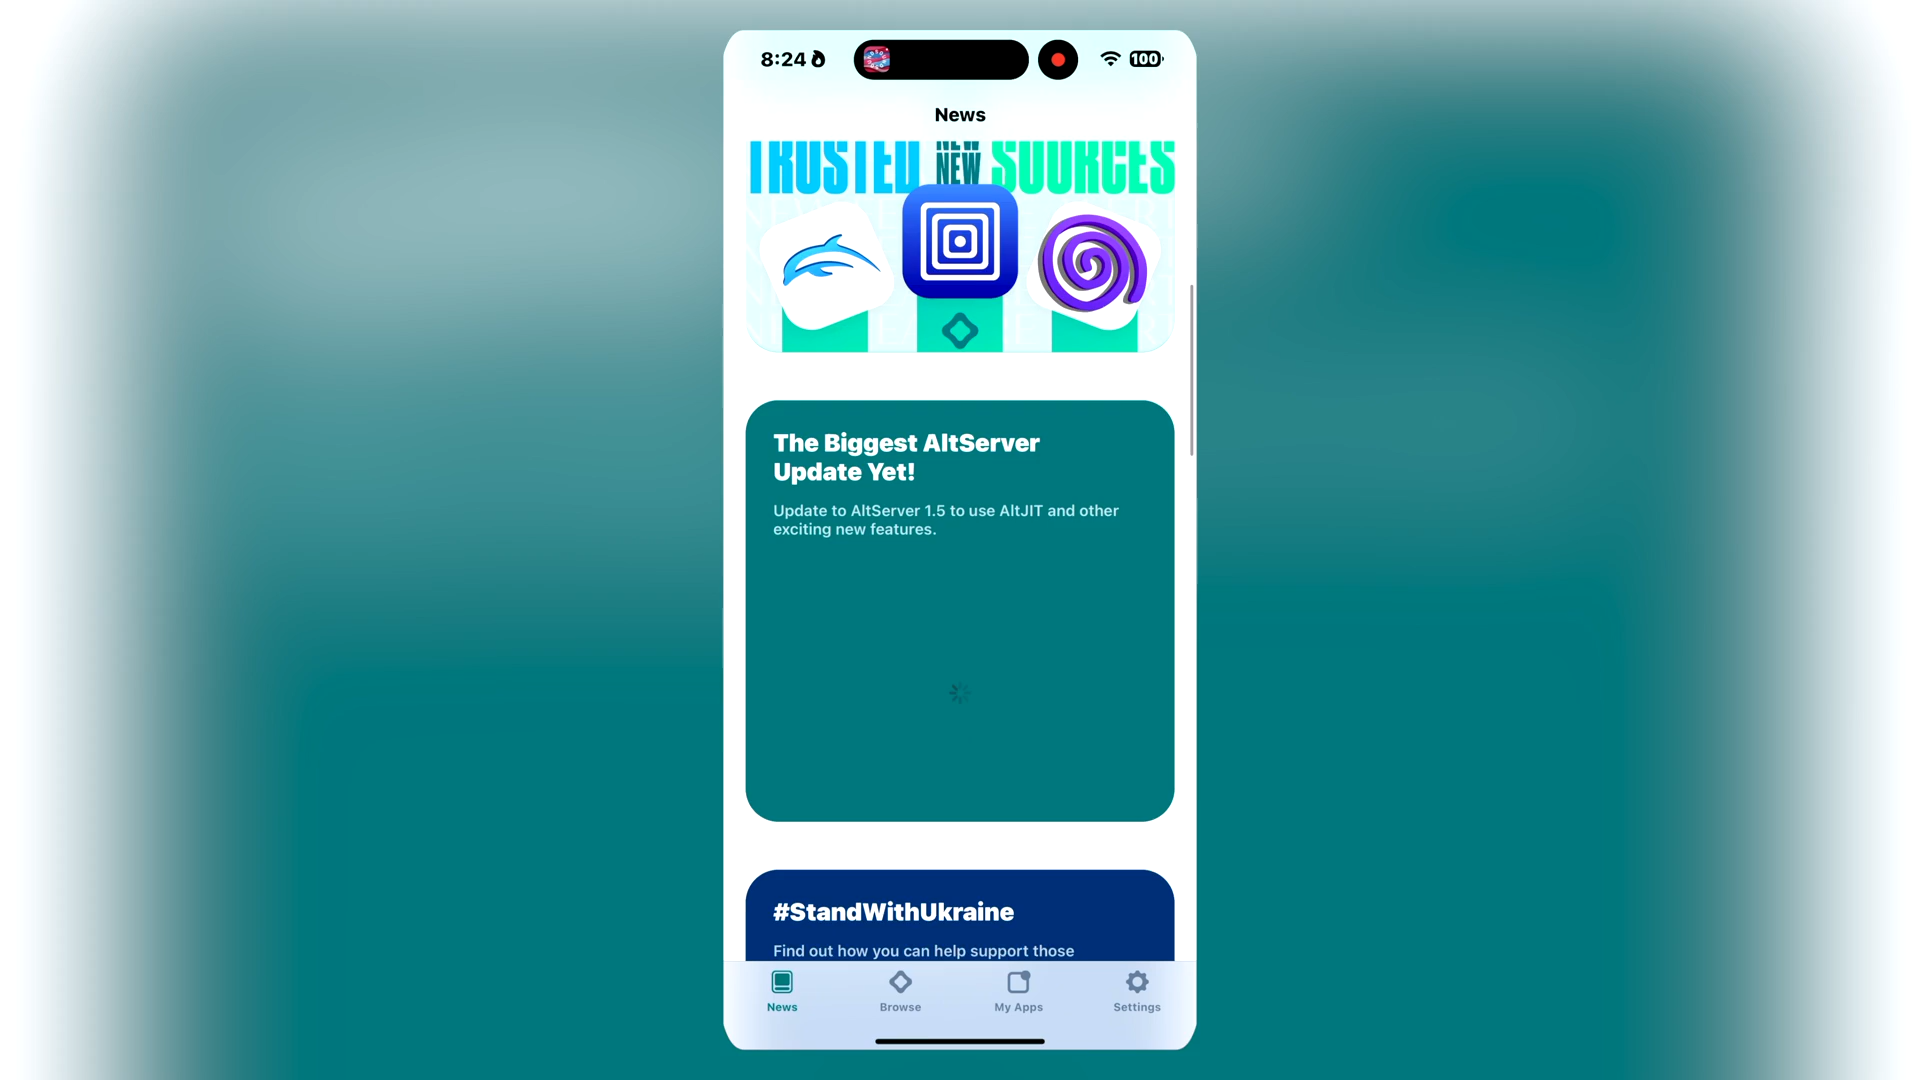 8:24
100
News
TRUSTED NEW SOURCES
The Biggest AltServer
Update Yet!
Update to AltServer 1.5 to use AltJIT and other
exciting new features.
#StandWithUkraine
Find out how you can help support those
News
Browse
My Apps
Settings